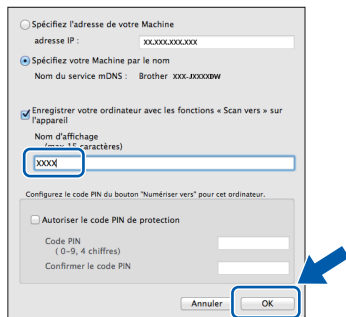 Spécifiez l'adresse de votre Machine
adresse IP : XX.XXX.XXX.XXX
Spécifiez votre Machine par le nom
Nom du service mDNS : Brother XXX-JXXXXDW
Enregistrer votre ordinateur avec les fonctions « Scan vers » sur
l'appareil
Nom d'affichage
(max 15 caractères)
XXXX
Configurez le code PIN du bouton "Numériser vers" pour cet ordinateur.
Autoriser le code PIN de protection
Code PIN
( 0-9, 4 chiffres)
Confirmer le code PIN
Annuler OK